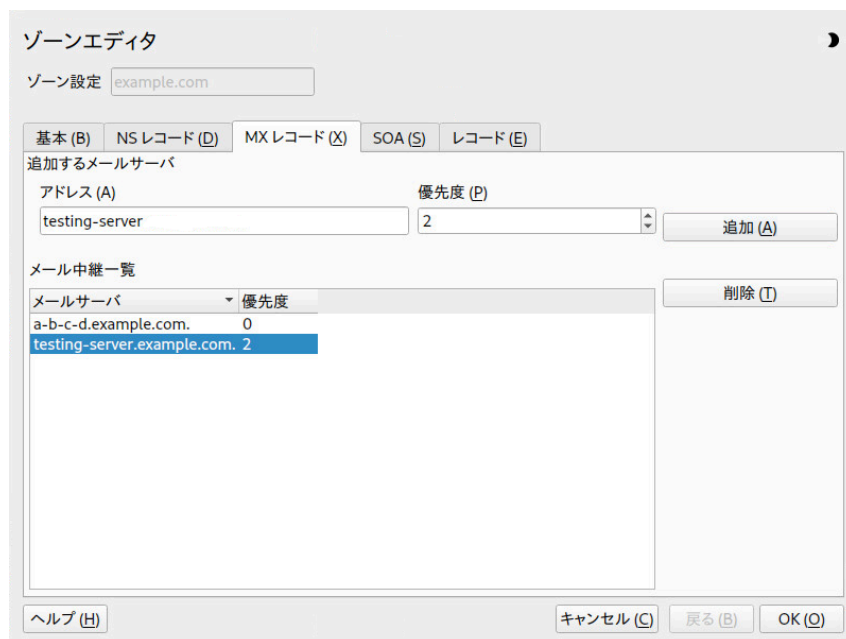 ゾーンエディタ
ゾーン設定 example.com
基本 (B) NS レコード (D) MX レコード (X) SOA (S) レコード (E)
追加するメールサーバ
アドレス (A) 優先度 (P)
testing-server 2 追加 (A)
メール中継一覧
削除 (T)
メールサーバ 優先度
a-b-c-d.example.com. 0
testing-server.example.com. 2
ヘルプ (H) キャンセル (C) 戻る (B) OK (O)